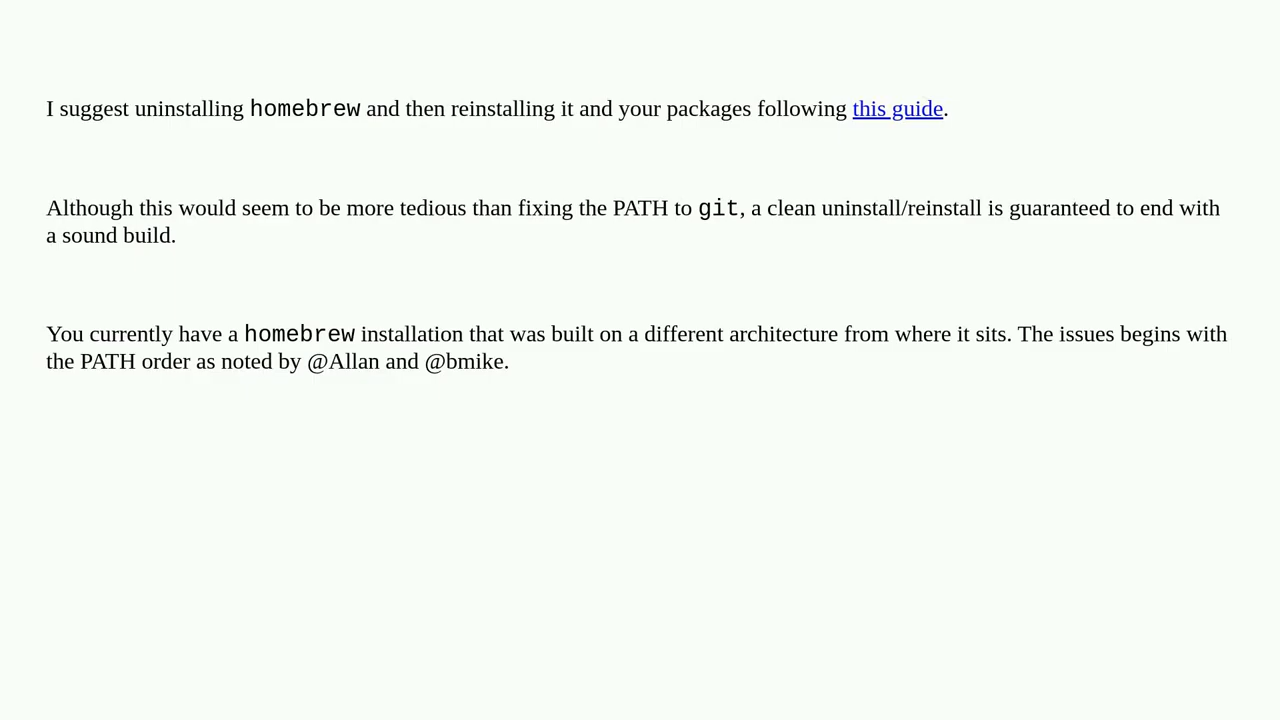 I suggest uninstalling homebrew and then reinstalling it and your packages following this guide.
Although this would seem to be more tedious than fixing the PATH to git, a clean uninstall/reinstall is guaranteed to end with
a sound build.
You currently have a homebrew installation that was built on a different architecture from where it sits. The issues begins with
the PATH order as noted by @Allan and @bmike.